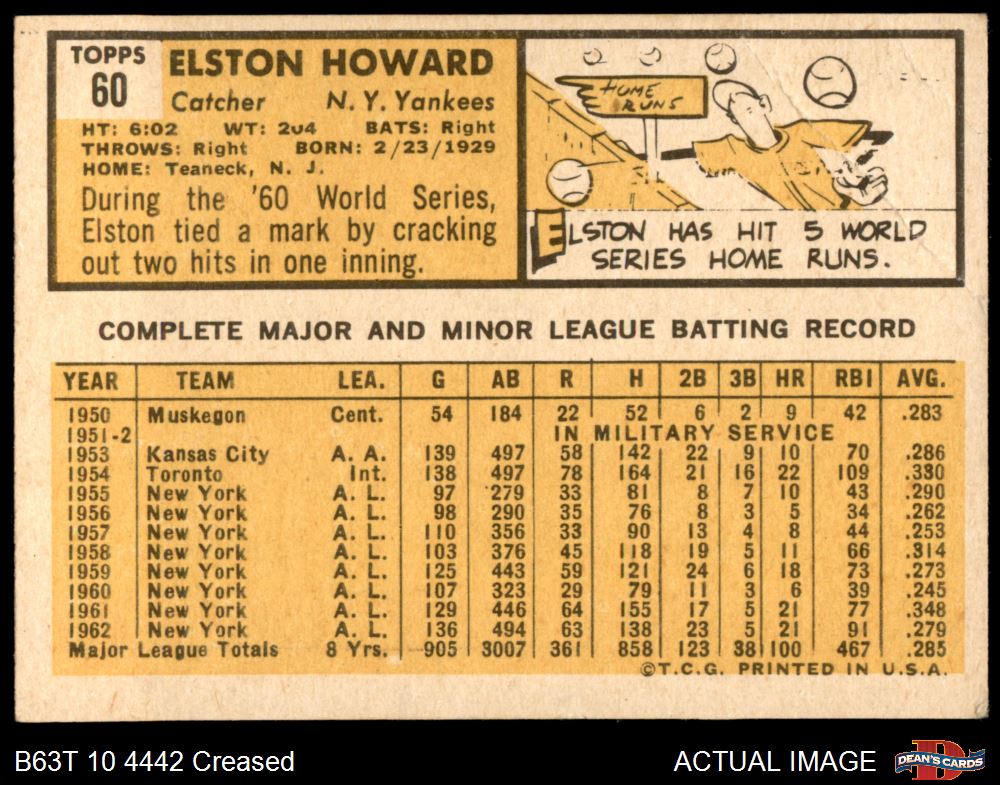 TOPPS
60
ELSTON HOWARD
Catcher N. Y. Yankees
HT: 6:02 WT: 204 BATS: Right
THROWS: Right BORN: 2/23/1929
HOME: Teaneck, N. J.
During the '60 World Series,
Elston tied a mark by cracking
out two hits in one inning.
HOME
RUNS
ELSTON HAS HIT 5 WORLD
SERIES HOME RUNS.
COMPLETE MAJOR AND MINOR LEAGUE BATTING RECORD
YEAR TEAM LEA. G AB R H 2B 3B HR RBI AVG.
1950 Muskegon Cent. 54 184 22 52 6 2 9 42 .283
1951-2 IN MILITARY SERVICE
1953 Kansas City A. A. 139 497 58 142 22 9 10 70 .286
1954 Toronto Int. 138 497 78 164 21 16 22 109 .330
1955 New York A. L. 97 279 33 81 8 7 10 43 .290
1956 New York A. L. 98 290 35 76 8 3 5 34 .262
1957 New York A. L. 110 356 33 90 13 4 8 44 .253
1958 New York A. L. 103 376 45 118 19 5 11 66 .314
1959 New York A. L. 125 443 59 121 24 6 18 73 .273
1960 New York A. L. 107 323 29 79 11 3 6 39 .245
1961 New York A. L. 129 446 64 155 17 5 21 77 .348
1962 New York A. L. 136 494 63 138 23 5 21 91 .279
Major League Totals 8 Yrs. 905 3007 361 858 123 38 100 467 .285
©T.C.G. PRINTED IN U.S.A.
B63T 10 4442 Creased ACTUAL IMAGE
D
DEAN'S CARDS